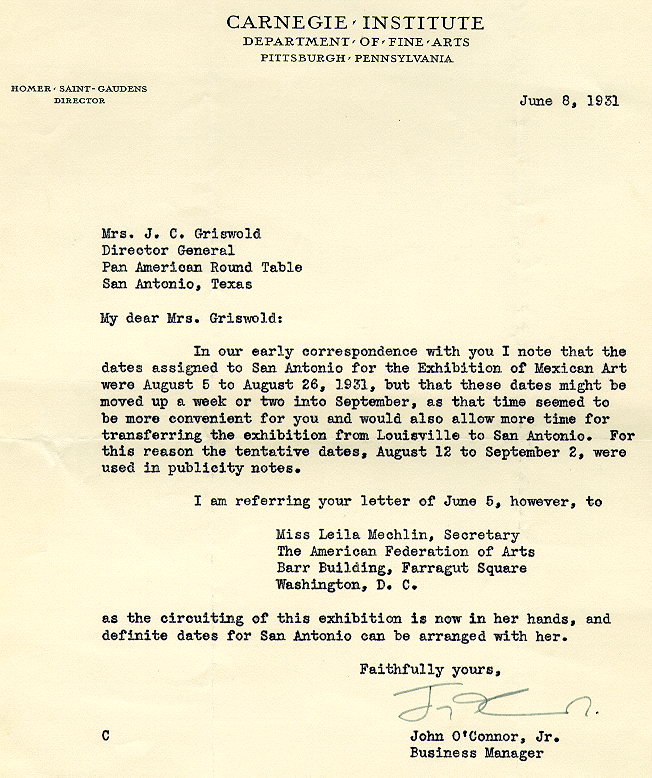 CARNEGIE · INSTITUTE
DEPARTMENT · OF · FINE · ARTS
PITTSBURGH · PENNSYLVANIA
HOMER · SAINT-GAUDENS
DIRECTOR
June 8, 1931
Mrs. J. C. Griswold
Director General
Pan American Round Table
San Antonio, Texas
My dear Mrs. Griswold:
In our early correspondence with you I note that the
dates assigned to San Antonio for the Exhibition of Mexican Art
were August 5 to August 26, 1931, but that these dates might be
moved up a week or two into September, as that time seemed to
be more convenient for you and would also allow more time for
transferring the exhibition from Louisville to San Antonio. For
this reason the tentative dates, August 12 to September 2, were
used in publicity notes.
I am referring your letter of June 5, however, to
Miss Leila Mechlin, Secretary
The American Federation of Arts
Barr Building, Farragut Square
Washington, D. C.
as the circuiting of this exhibition is now in her hands, and
definite dates for San Antonio can be arranged with her.
Faithfully yours,
C
John O'Connor, Jr.
Business Manager